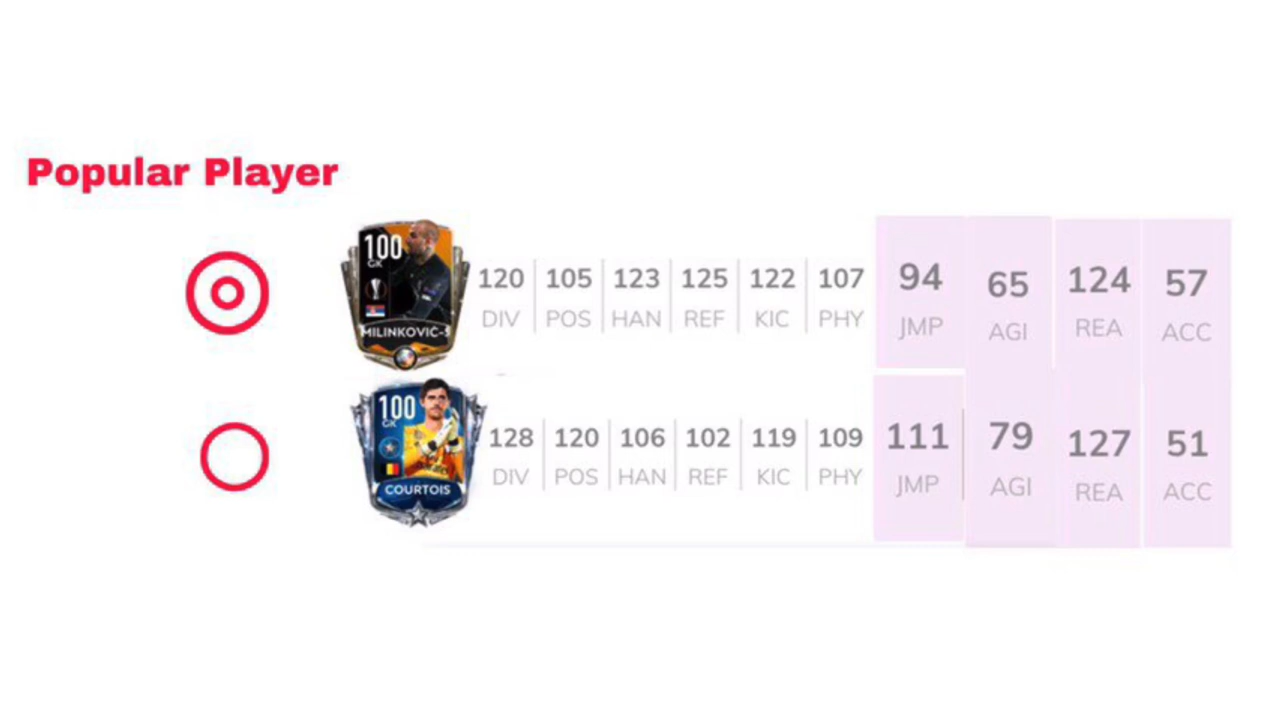 Popular Player
100
GK
MILINKOVIC-S
120 105 123 125 122 107 94 65 124 57
DIV POS HAN REF KIC PHY JMP AGI REA ACC
100
GK
COURTOIS
128 120 106 102 119 109 111 79 127 51
DIV POS HAN REF KIC PHY JMP AGI REA ACC